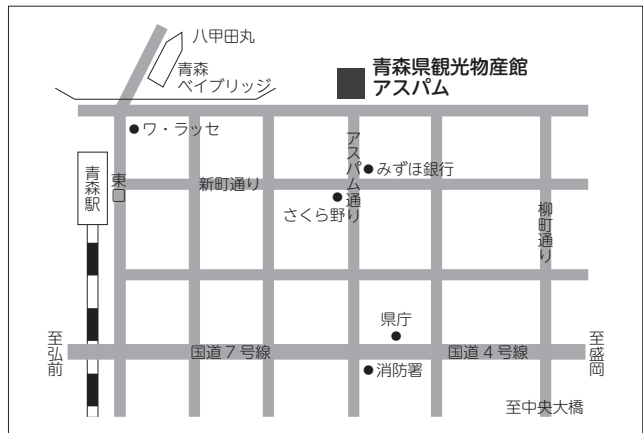 八甲田丸
青森
ベイブリッジ
青森県観光物産館
アスパム
ワ・ラッセ
アスパム通り
みずほ銀行
青森駅
東口
新町通り
さくら野
柳町通り
県庁
至弘前
国道7号線
国道4号線
至盛岡
消防署
至中央大橋